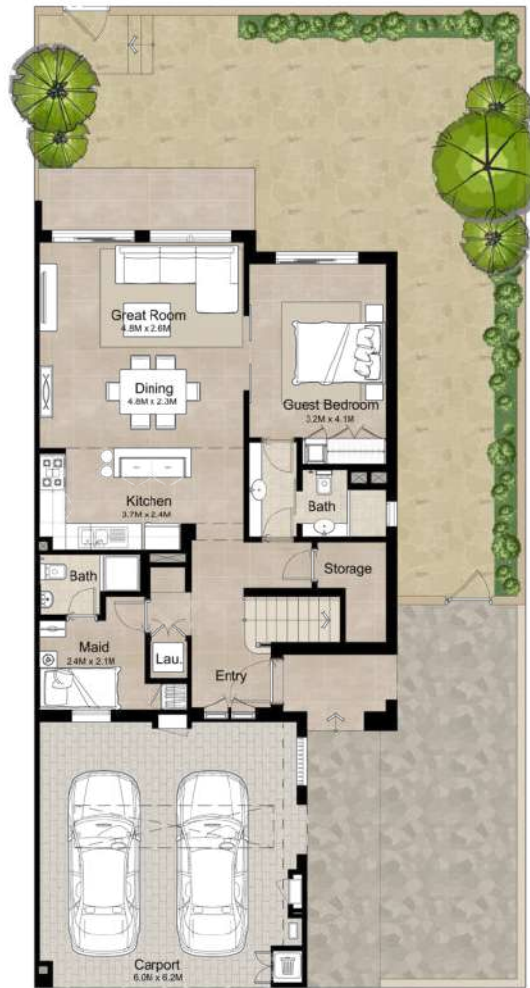 Great Room
4.8M x 2.6M
Dining
4.8M x 2.3M
Guest Bedroom
3.2M x 4.1M
Kitchen
3.7M x 2.4M
Bath
Bath
Storage
Maid
2.4M x 2.1M
Lau.
Entry
Carport
6.0M x 6.2M